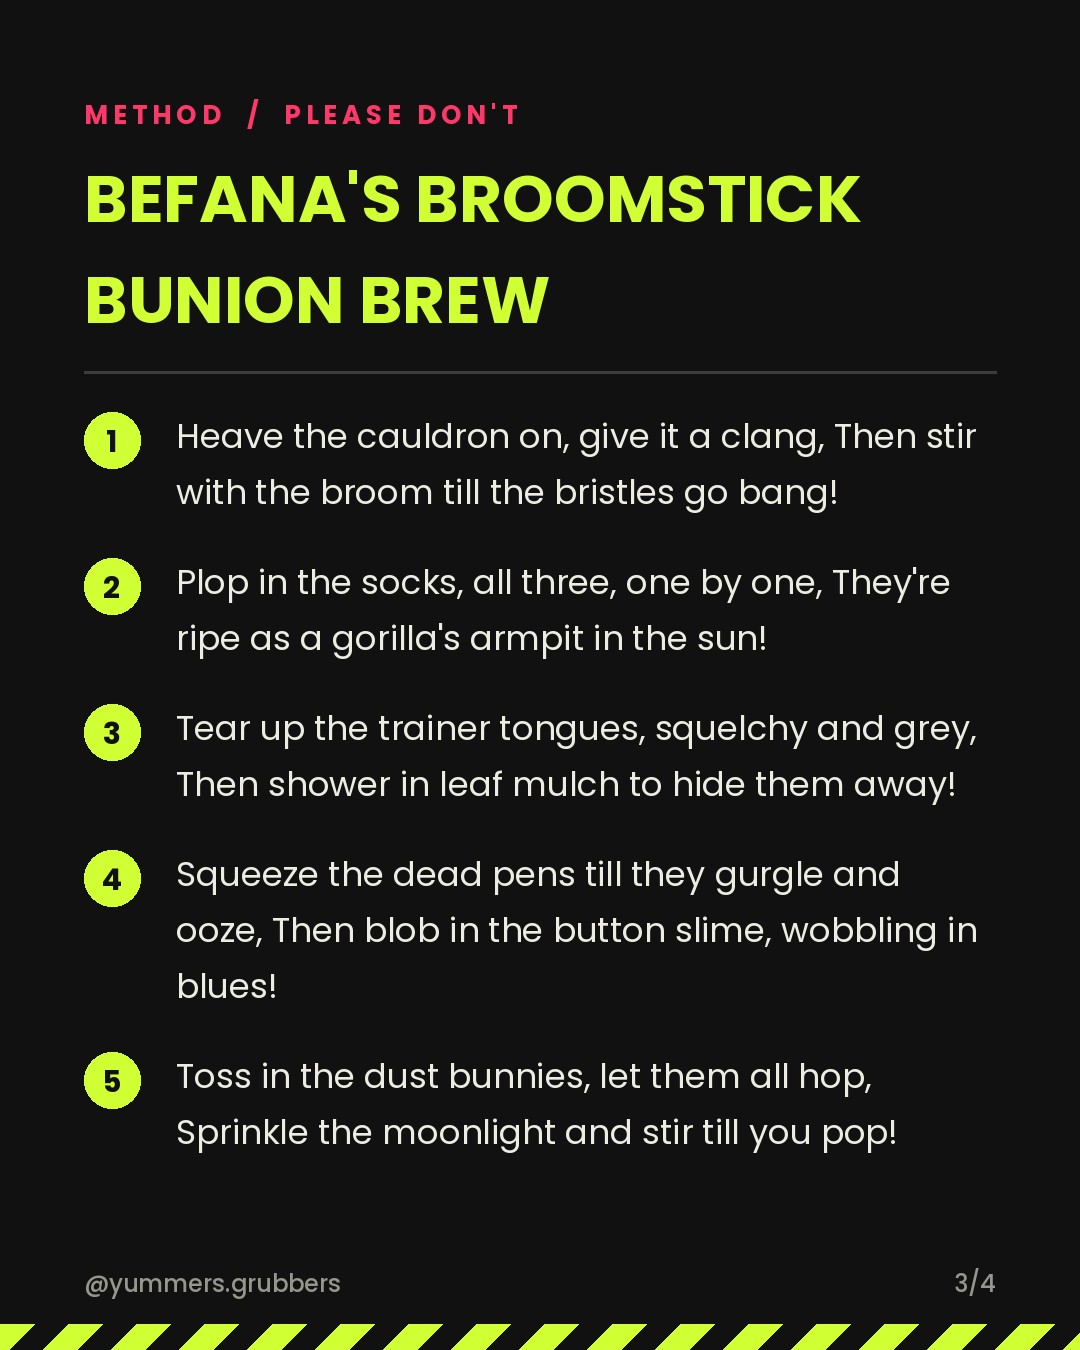 METHOD / PLEASE DON'T
BEFANA'S BROOMSTICK
BUNION BREW
1 Heave the cauldron on, give it a clang, Then stir
with the broom till the bristles go bang!
2 Plop in the socks, all three, one by one, They're
ripe as a gorilla's armpit in the sun!
3 Tear up the trainer tongues, squelchy and grey,
Then shower in leaf mulch to hide them away!
4 Squeeze the dead pens till they gurgle and
ooze, Then blob in the button slime, wobbling in
blues!
5 Toss in the dust bunnies, let them all hop,
Sprinkle the moonlight and stir till you pop!
@yummers.grubbers 3/4